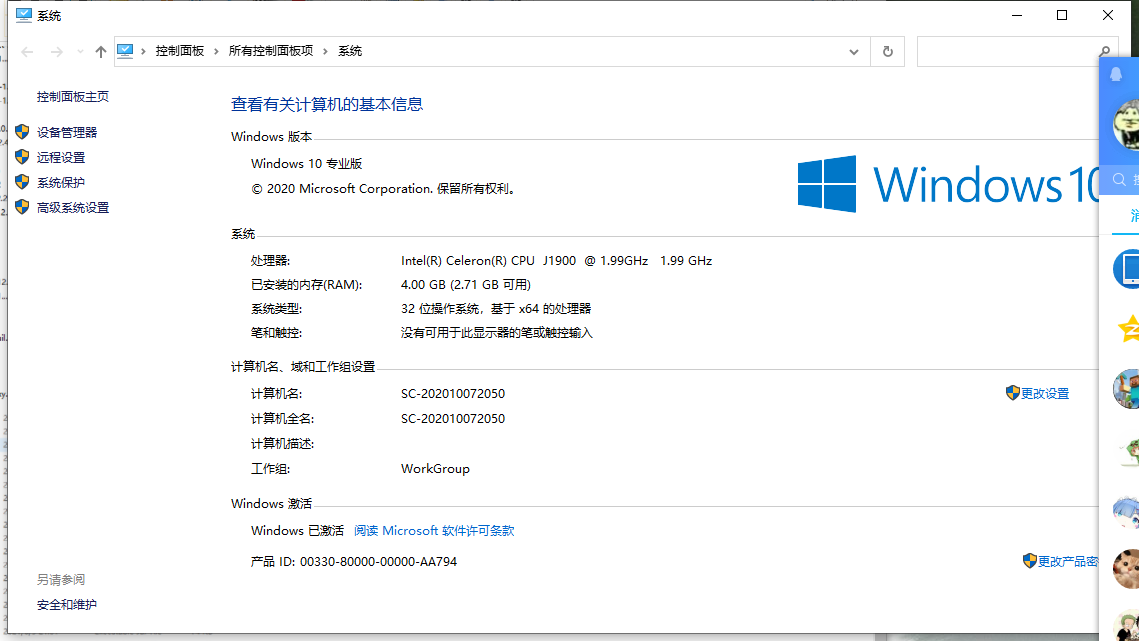 系统
控制面板 › 所有控制面板项 › 系统
控制面板主页
设备管理器
远程设置
系统保护
高级系统设置
查看有关计算机的基本信息
Windows 版本
Windows 10 专业版
© 2020 Microsoft Corporation. 保留所有权利。
Windows 10
系统
处理器: Intel(R) Celeron(R) CPU J1900 @ 1.99GHz 1.99 GHz
已安装的内存(RAM): 4.00 GB (2.71 GB 可用)
系统类型: 32 位操作系统，基于 x64 的处理器
笔和触控: 没有可用于此显示器的笔或触控输入
计算机名、域和工作组设置
计算机名: SC-202010072050
更改设置
计算机全名: SC-202010072050
计算机描述:
工作组: WorkGroup
Windows 激活
Windows 已激活 阅读 Microsoft 软件许可条款
产品 ID: 00330-80000-00000-AA794
更改产品密
另请参阅
安全和维护